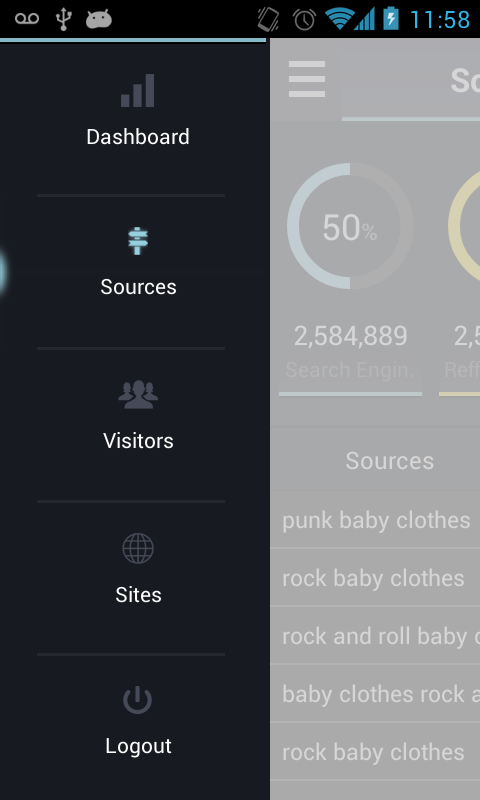 11:58
Dashboard
Sources
Visitors
Sites
Logout
So
50%
2,584,889
2,5
Search Engin.
Reff
Sources
punk baby clothes
rock baby clothes
rock and roll baby c
baby clothes rock a
rock baby clothes